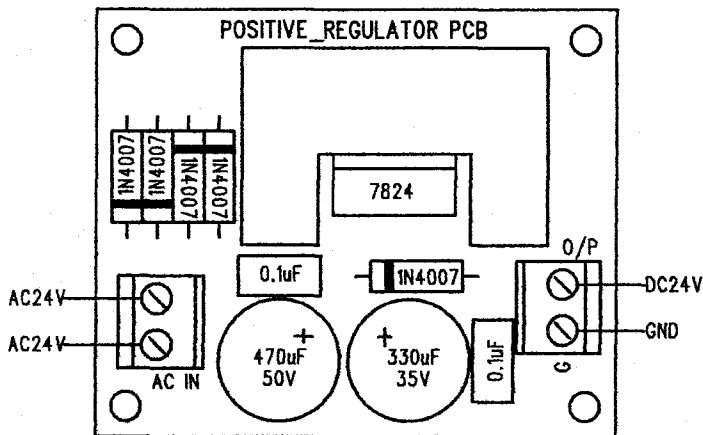 POSITIVE_REGULATOR PCB
1N4007
1N4007
1N4007
1N4007
7824
O/P
0.1uF
1N4007
AC24V
DC24V
AC24V
GND
+
470uF
50V
+
330uF
35V
0.1uF
AC IN
G